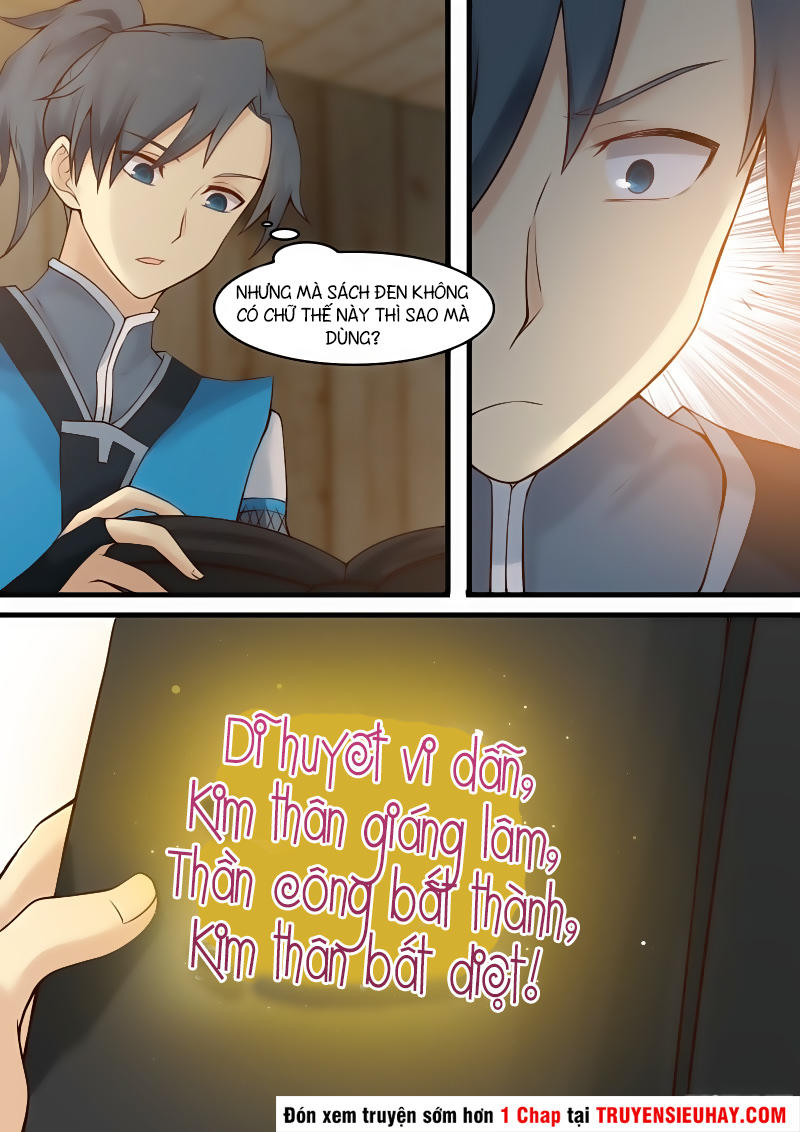 NHƯNG MÀ SÁCH ĐEN KHÔNG
CÓ CHỮ THẾ NÀY THÌ SAO MÀ
DÙNG?
Dĩ huyết vi dẫn,
Kim thân giáng lâm,
Thần công bất thành,
Kim thân bất diệt!
Đón xem truyện sớm hơn 1 Chap tại TRUYENSIEUHAY.COM